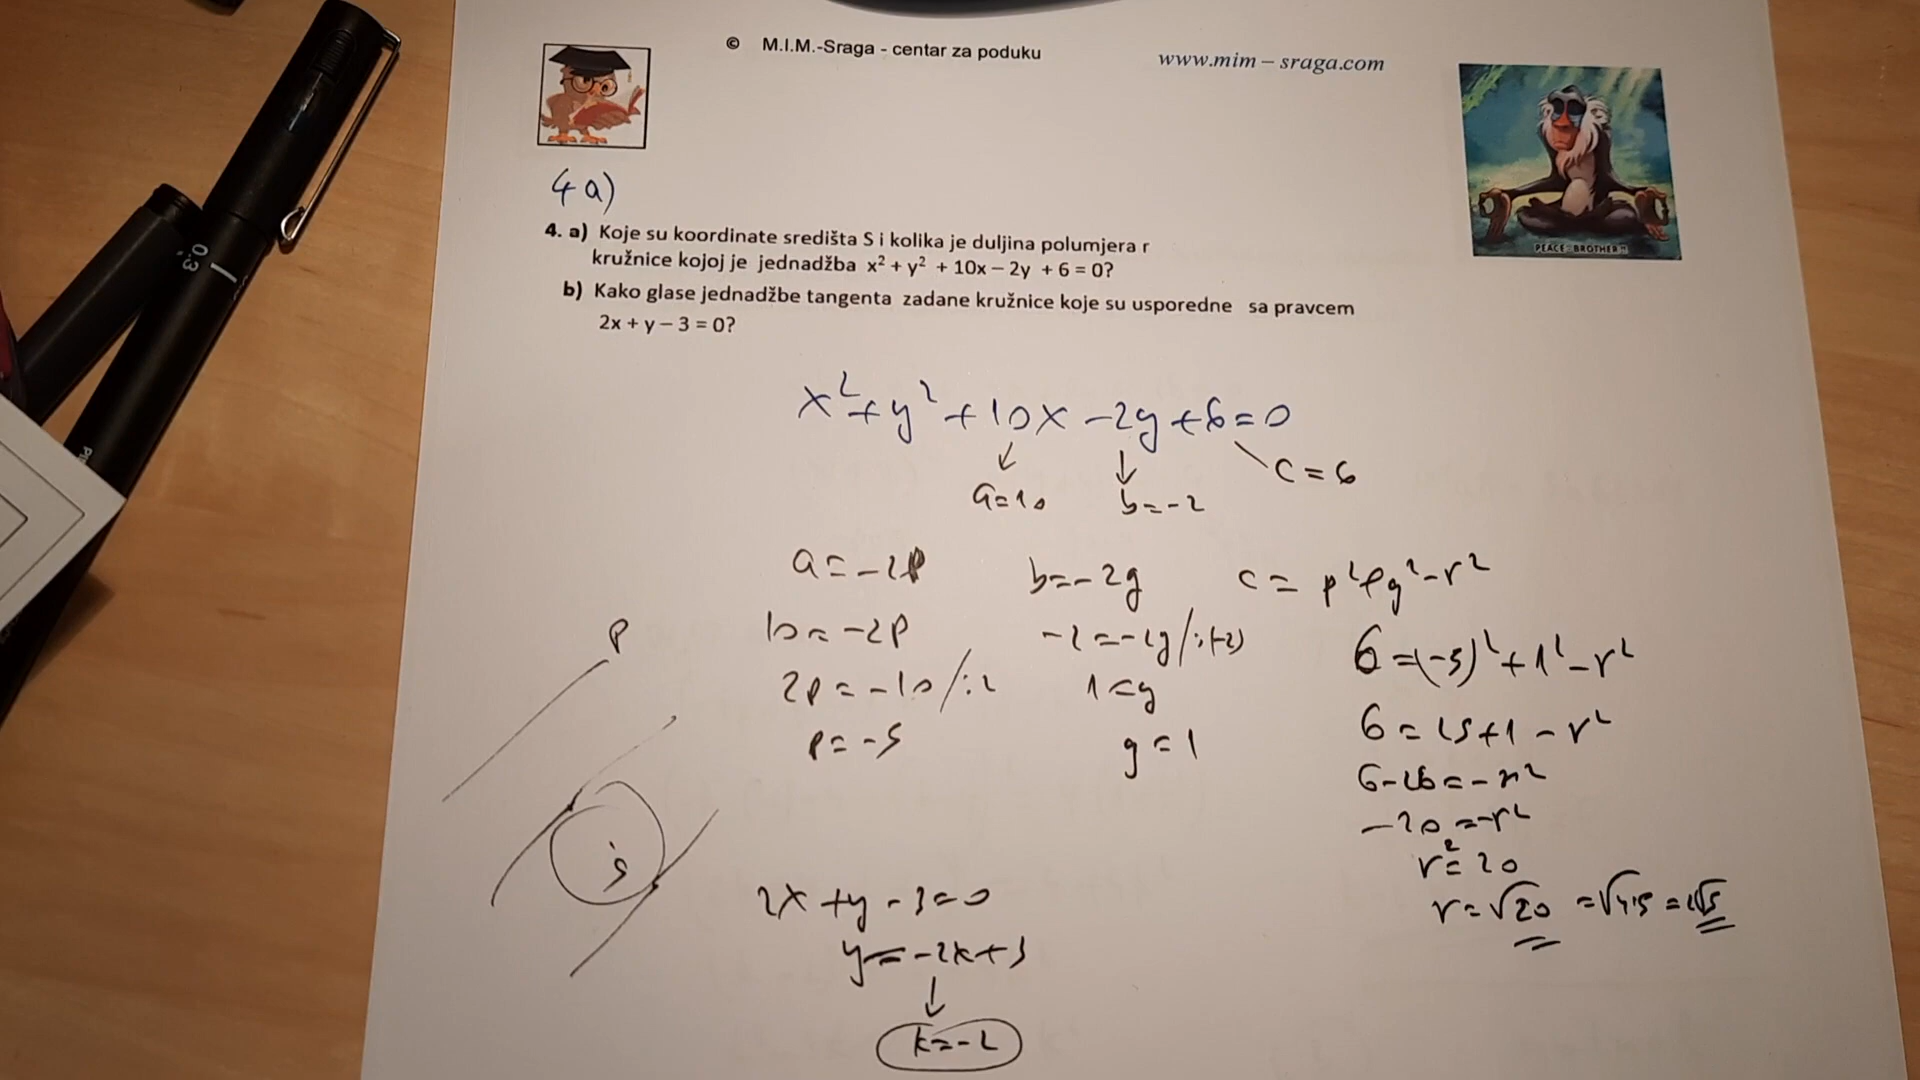 © M.I.M.-Sraga - centar za poduku
www.mim – sraga.com
PEACE BROTHER!!
4a)
4. a) Koje su koordinate središta S i kolika je duljina polumjera r
kružnice kojoj je jednadžba x² + y² + 10x – 2y + 6 = 0?
b) Kako glase jednadžbe tangenta zadane kružnice koje su usporedne sa pravcem
2x + y – 3 = 0?
x² + y² + 10x - 2y + 6 = 0
a = 10
b = -2
c = 6
a = -2p
10 = -2p
2p = -10 /:2
p = -5
b = -2q
-2 = -2q /:(-2)
1 = q
q = 1
c = p² + q² - r²
6 = (-5)² + 1² - r²
6 = 25 + 1 - r²
6 - 26 = -r²
-20 = -r²
r² = 20
r = √20 = √4·5 = 2√5
P
S
2x + y - 3 = 0
y = -2x + 3
k = -2
0.3